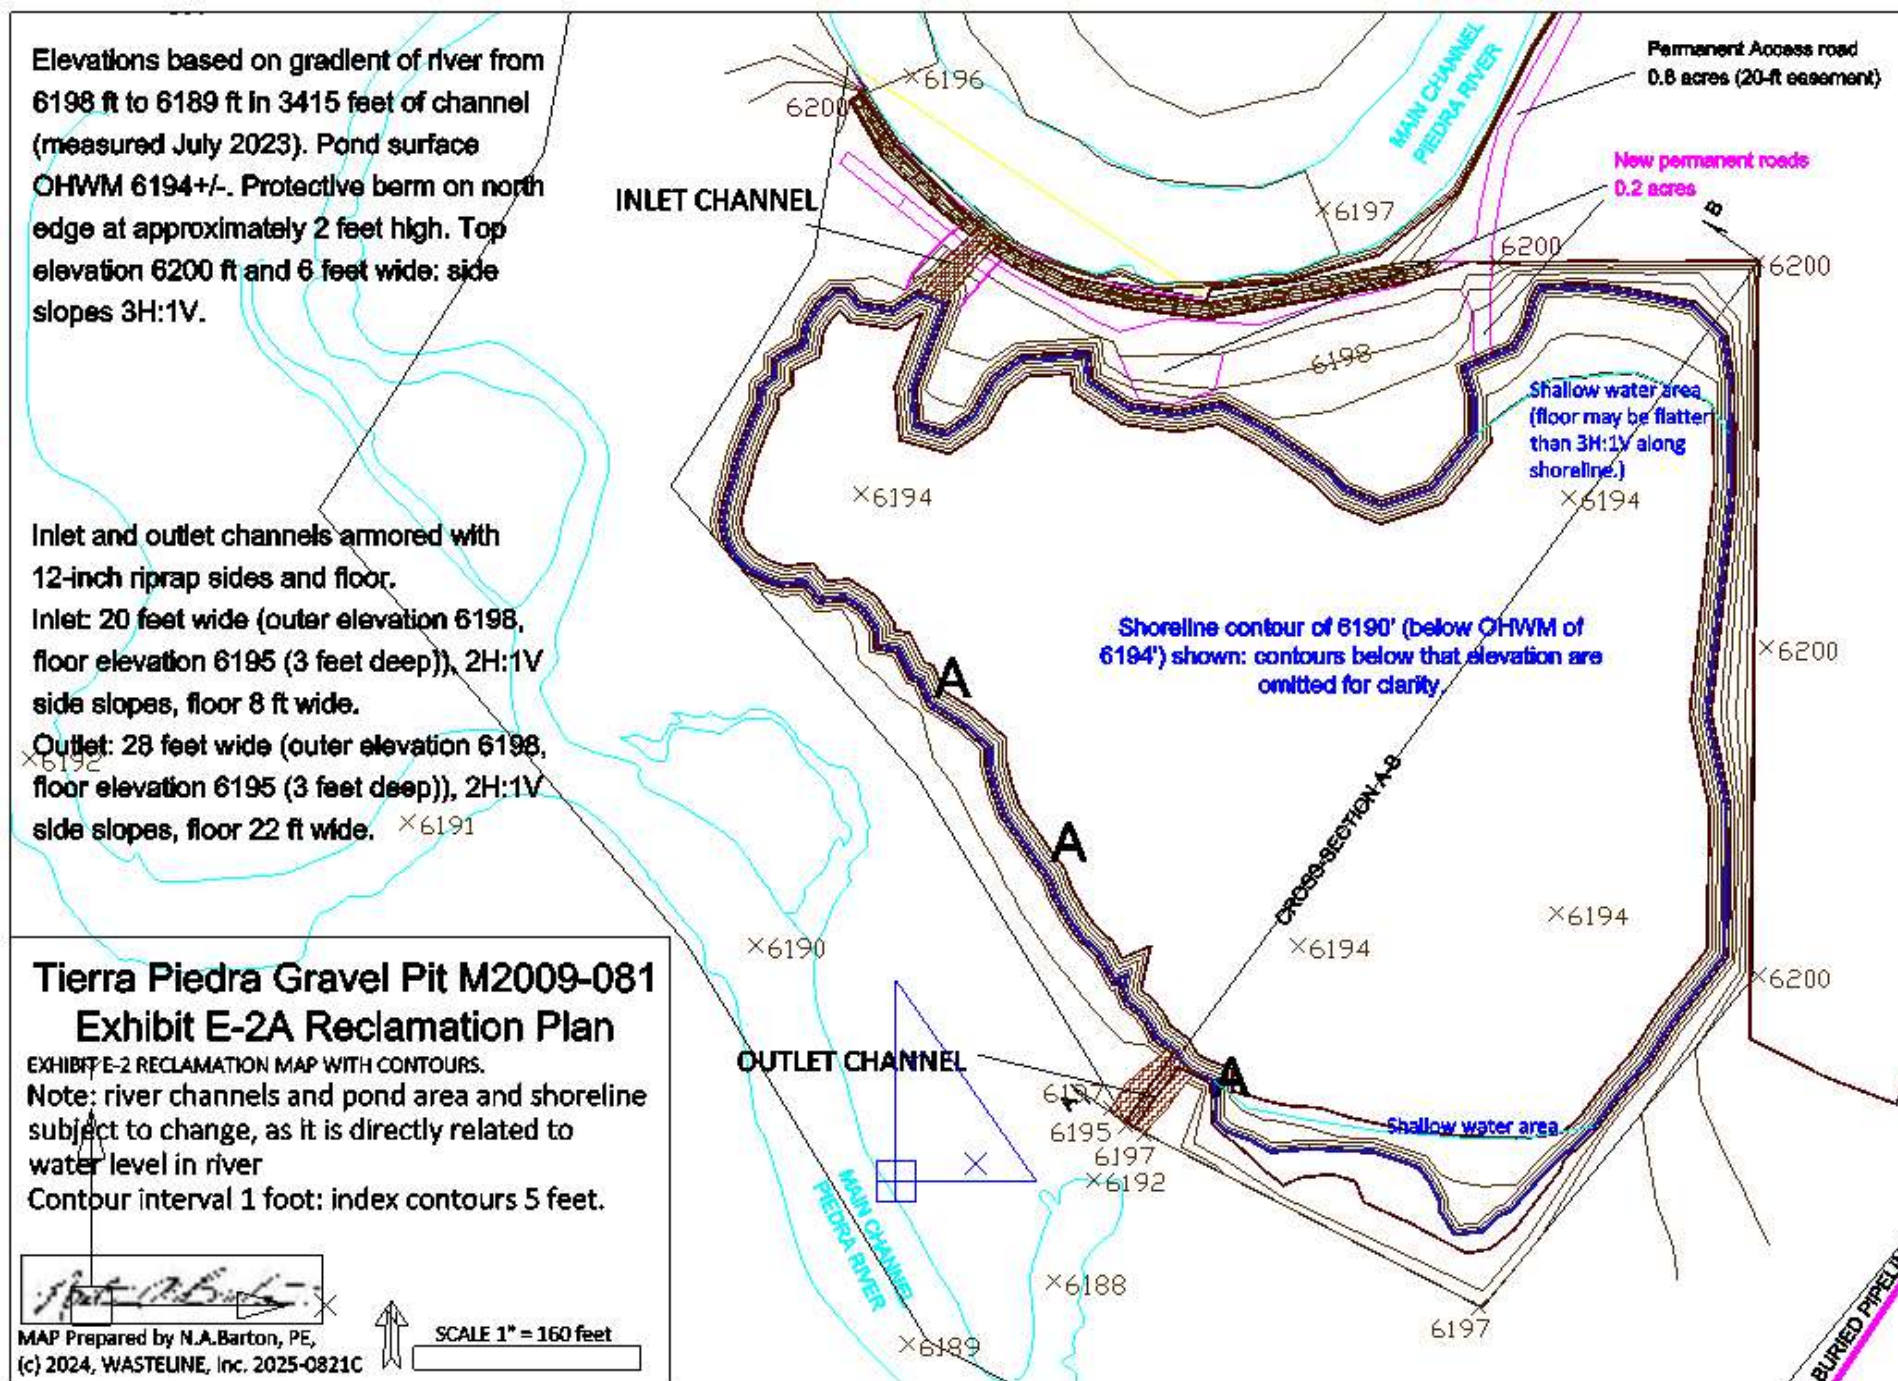 Elevations based on gradient of river from
6198 ft to 6189 ft in 3415 feet of channel
(measured July 2023). Pond surface
OHWM 6194+/-. Protective berm on north
edge at approximately 2 feet high. Top
elevation 6200 ft and 6 feet wide: side
slopes 3H:1V.
Inlet and outlet channels armored with
12-inch riprap sides and floor.
Inlet: 20 feet wide (outer elevation 6198,
floor elevation 6195 (3 feet deep)), 2H:1V
side slopes, floor 8 ft wide.
Outlet: 28 feet wide (outer elevation 6198,
floor elevation 6195 (3 feet deep)), 2H:1V
side slopes, floor 22 ft wide.
6192
6191
6200
6196
MAIN CHANNEL
PIEDRA RIVER
Permanent Access road
0.8 acres (20-ft easement)
New permanent roads
0.2 acres
INLET CHANNEL
6197
B
6200
6200
6198
Shallow water area
(floor may be flatter
than 3H:1V along
shoreline.)
6194
6194
Shoreline contour of 6190' (below OHWM of
6194') shown: contours below that elevation are
omitted for clarity.
6200
A
A
CROSS-SECTION A-B
6194
6194
6190
6200
OUTLET CHANNEL
A
6197
A
6195
6197
6192
Shallow water area
MAIN CHANNEL
PIEDRA RIVER
6188
6189
6197
BURIED PIPELINE
Tierra Piedra Gravel Pit M2009-081
Exhibit E-2A Reclamation Plan
EXHIBIT E-2 RECLAMATION MAP WITH CONTOURS.
Note: river channels and pond area and shoreline
subject to change, as it is directly related to
water level in river
Contour interval 1 foot: index contours 5 feet.
MAP Prepared by N.A.Barton, PE,
(c) 2024, WASTELINE, Inc. 2025-0821C
SCALE 1" = 160 feet